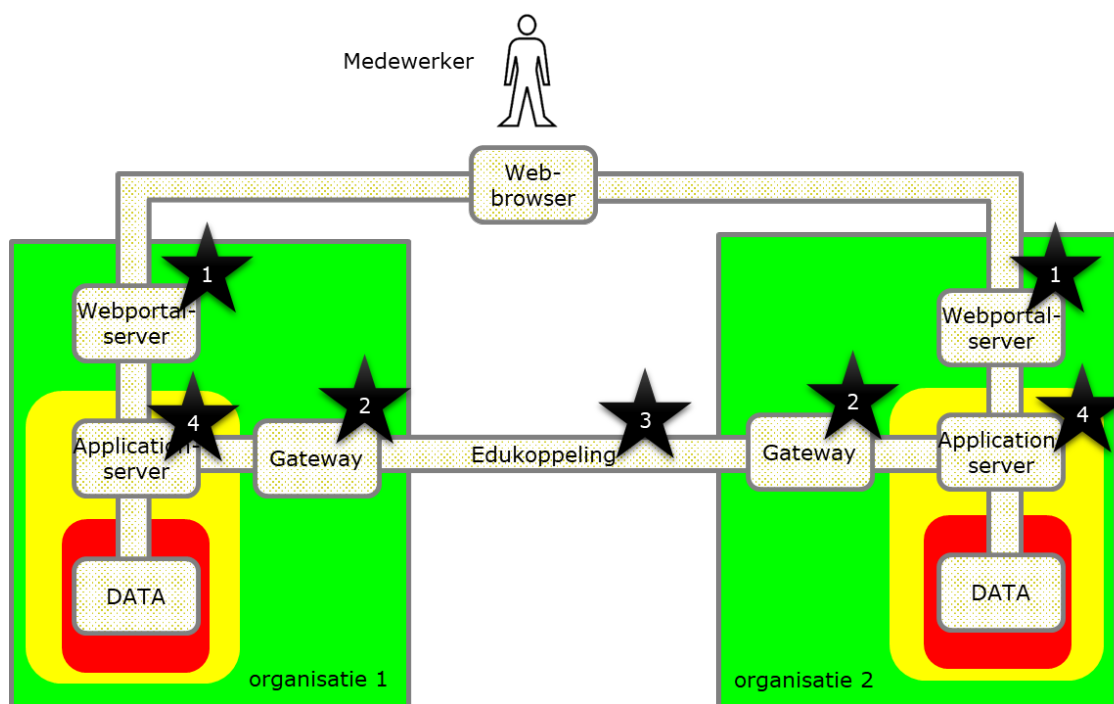 Medewerker
Web-
browser
1
1
Webportal-
server
Webportal-
server
2
3
2
4
4
Application-
server
Gateway
Edukoppeling
Gateway
Application
server
DATA
DATA
organisatie 1
organisatie 2